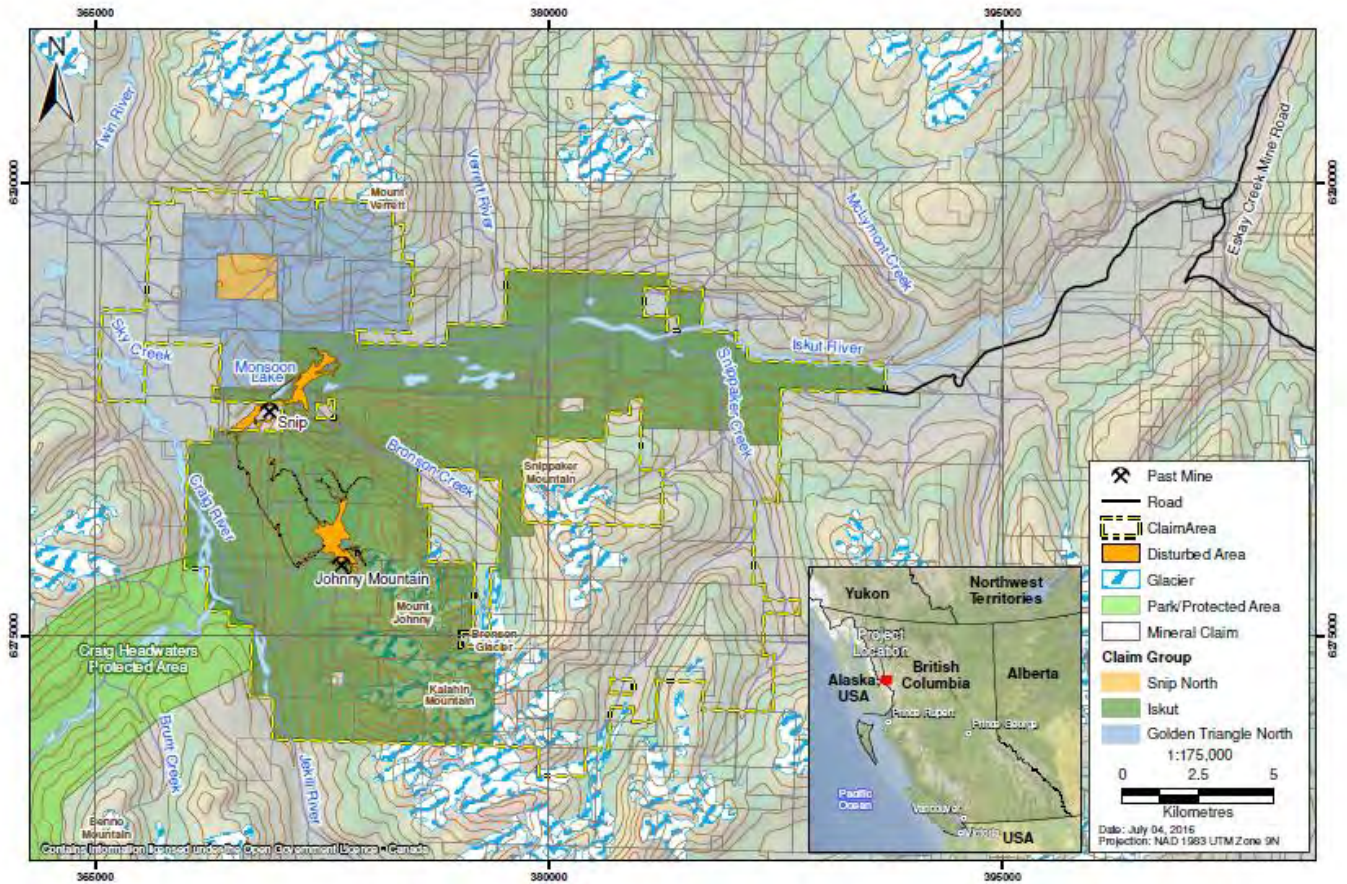 365000
380000
395000
N
Twin River
Verrett River
McLymont Creek
Eskay Creek Mine Road
Mount
Verrett
Sky Creek
Monsoon
Lake
Iskut River
Snippaker Creek
Snip
Bronson Creek
Snippaker
Mountain
Craig River
Johnny Mountain
Mount
Johnny
Bronson
Glacier
6275000
6275000
Craig Headwaters
Protected Area
Kalahin
Mountain
Brum Creek
Jekill River
Benno
Mountain
Contains Information licensed under the Open Government Licence - Canada
Past Mine
Road
ClaimArea
Disturbed Area
Glacier
Park/Protected Area
Mineral Claim
Claim Group
Snip North
Iskut
Golden Triangle North
1:175,000
0 2.5 5
Kilometres
Date: July 04, 2016
Projection: NAD 1983 UTM Zone 9N
Yukon
Northwest
Territories
Project
Location
Alaska
USA
British
Columbia
Alberta
Prince Rupert
Prince George
Pacific
Ocean
Vancouver
Victoria
USA
365000
380000
395000